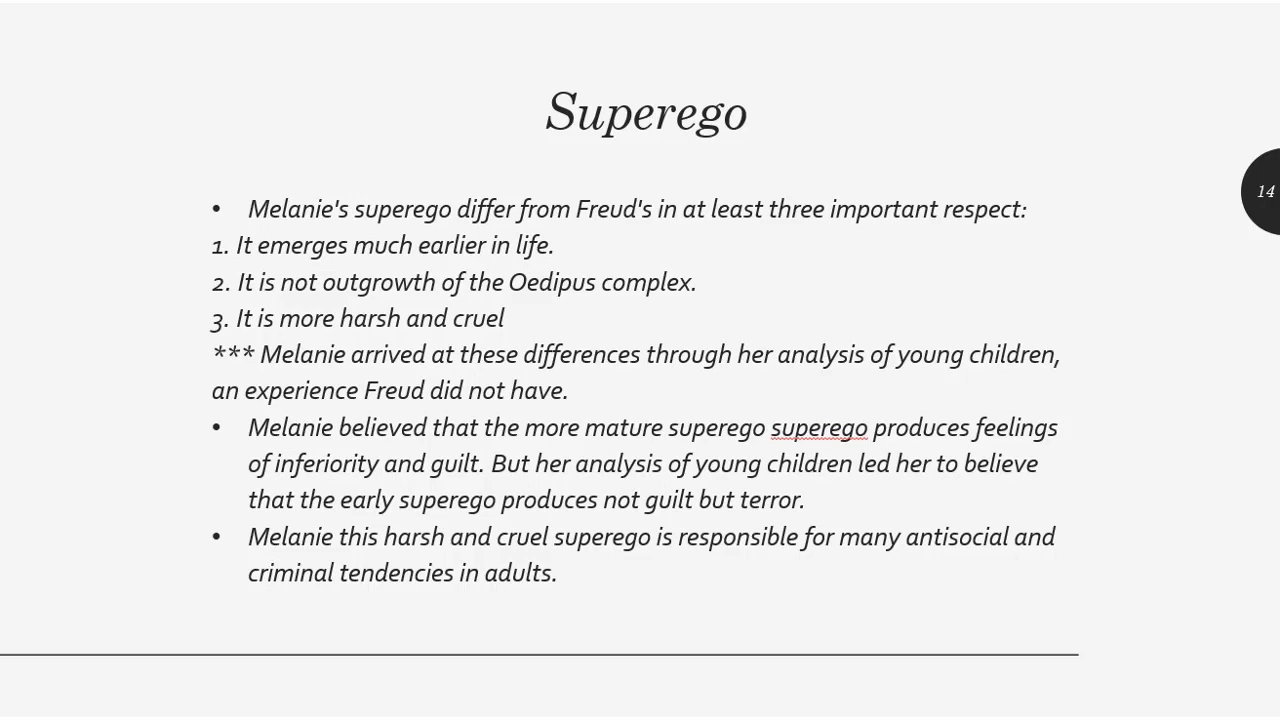 Superego
14
• Melanie's superego differ from Freud's in at least three important respect:
1. It emerges much earlier in life.
2. It is not outgrowth of the Oedipus complex.
3. It is more harsh and cruel
*** Melanie arrived at these differences through her analysis of young children,
an experience Freud did not have.
• Melanie believed that the more mature superego superego produces feelings
of inferiority and guilt. But her analysis of young children led her to believe
that the early superego produces not guilt but terror.
• Melanie this harsh and cruel superego is responsible for many antisocial and
criminal tendencies in adults.